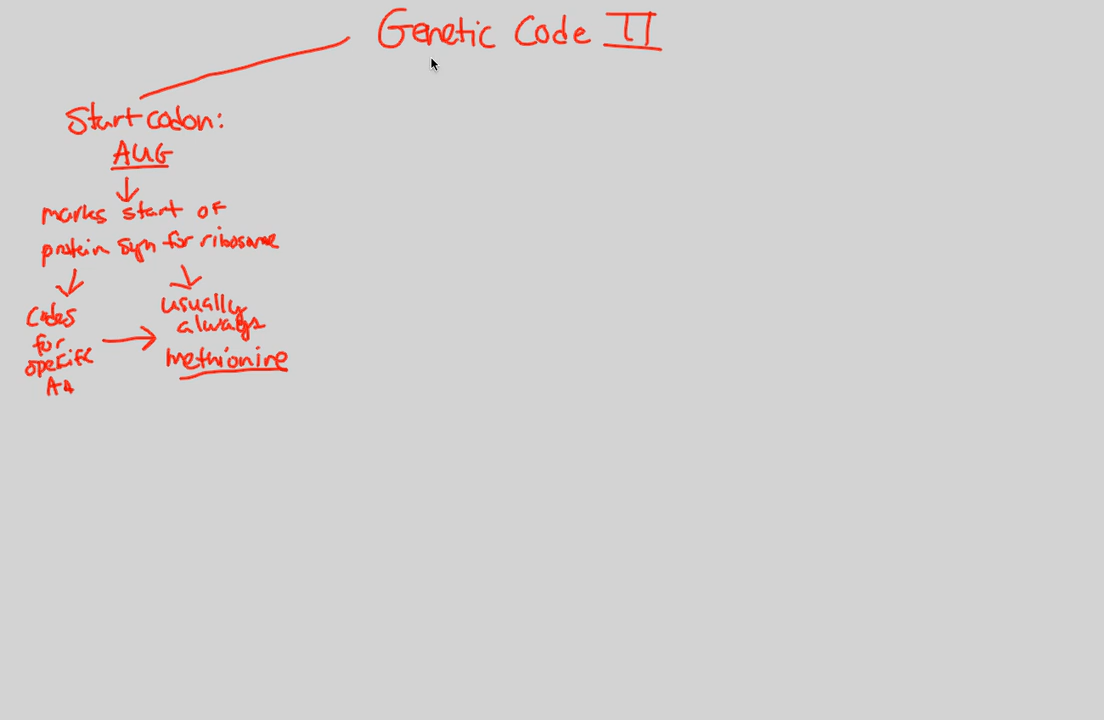 Genetic Code II
Start codon:
AUG
marks start of
protein syn for ribosome
Codes
for
specific
AA
usually
always
methionine